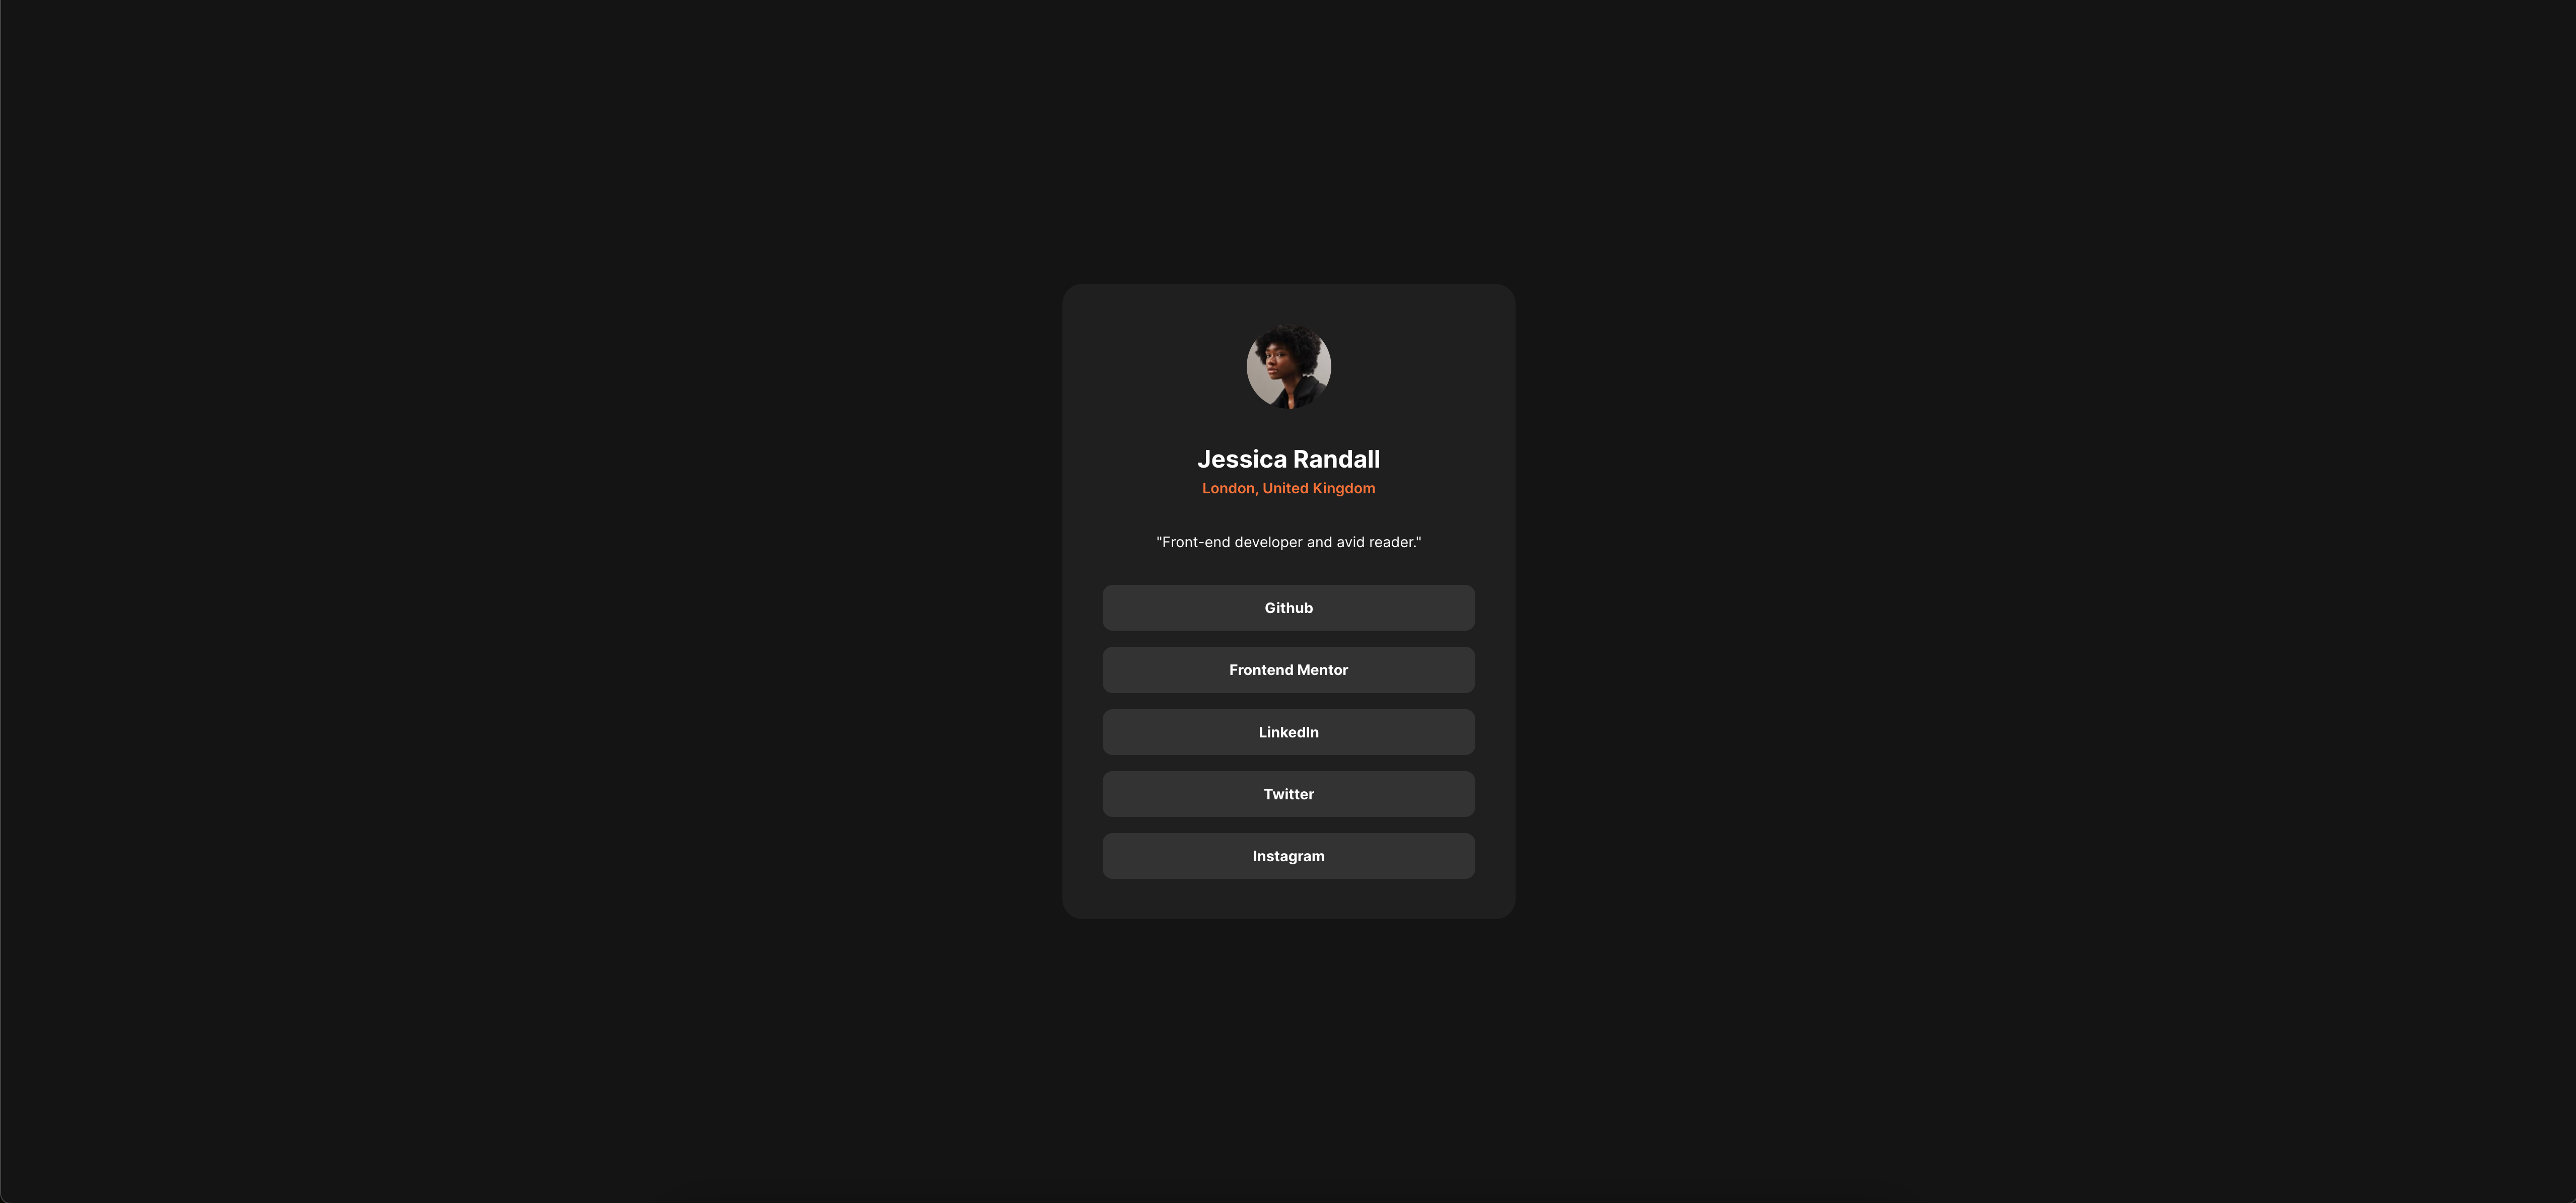 Jessica Randall
London, United Kingdom
"Front-end developer and avid reader."
Github
Frontend Mentor
LinkedIn
Twitter
Instagram